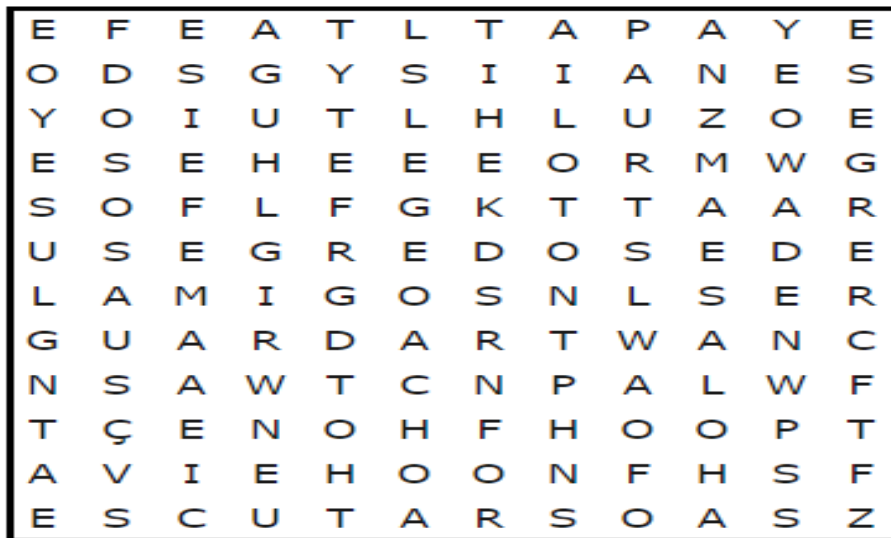 E F E A T L T A P A Y E
O D S G Y S I I A N E S
Y O I U T L H L U Z O E
E S E H E E E O R M W G
S O F L F G K T T A A R
U S E G R E D O S E D E
L A M I G O S N L S E R
G U A R D A R T W A N C
N S A W T C N P A L W F
T Ç E N O H F H O O P T
A V I E H O O N F H S F
E S C U T A R S O A S Z